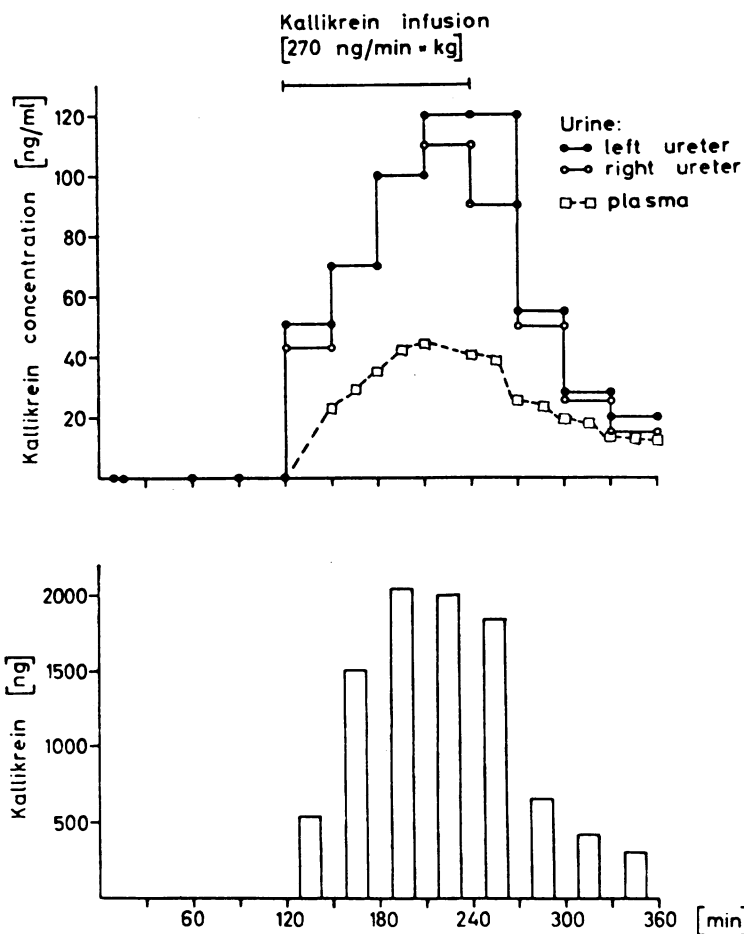 Kallikrein infusion
[270 ng/min * kg]
Kallikrein concentration [ng/ml]
120
100
80
60
40
20
Urine:
left ureter
right ureter
plasma
Kallikrein [ng]
2000
1500
1000
500
60
120
180
240
300
360
[min]